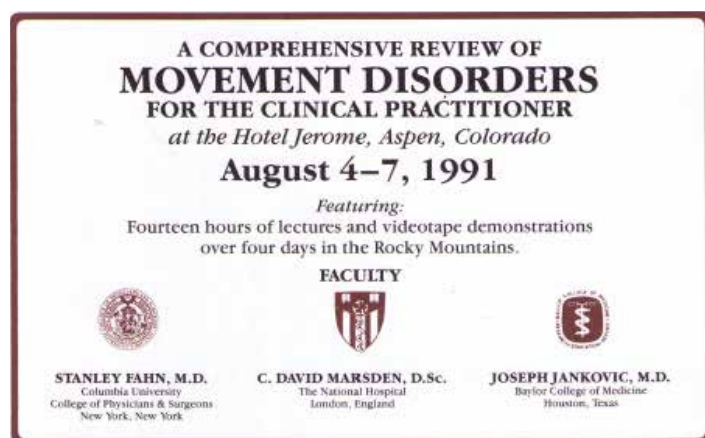 A COMPREHENSIVE REVIEW OF
MOVEMENT DISORDERS
FOR THE CLINICAL PRACTITIONER
at the Hotel Jerome, Aspen, Colorado
August 4–7, 1991
Featuring:
Fourteen hours of lectures and videotape demonstrations
over four days in the Rocky Mountains.
FACULTY
STANLEY FAHN, M.D.
Columbia University
College of Physicians & Surgeons
New York, New York
C. DAVID MARSDEN, D.Sc.
The National Hospital
London, England
JOSEPH JANKOVIC, M.D.
Baylor College of Medicine
Houston, Texas